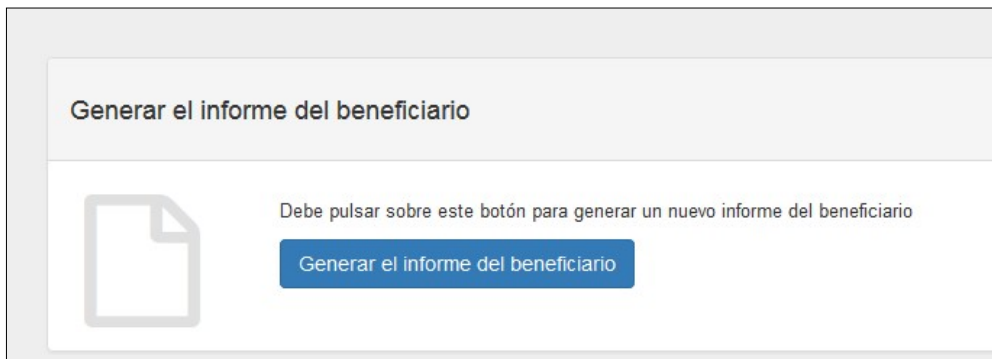 Generar el informe del beneficiario
Debe pulsar sobre este botón para generar un nuevo informe del beneficiario
Generar el informe del beneficiario